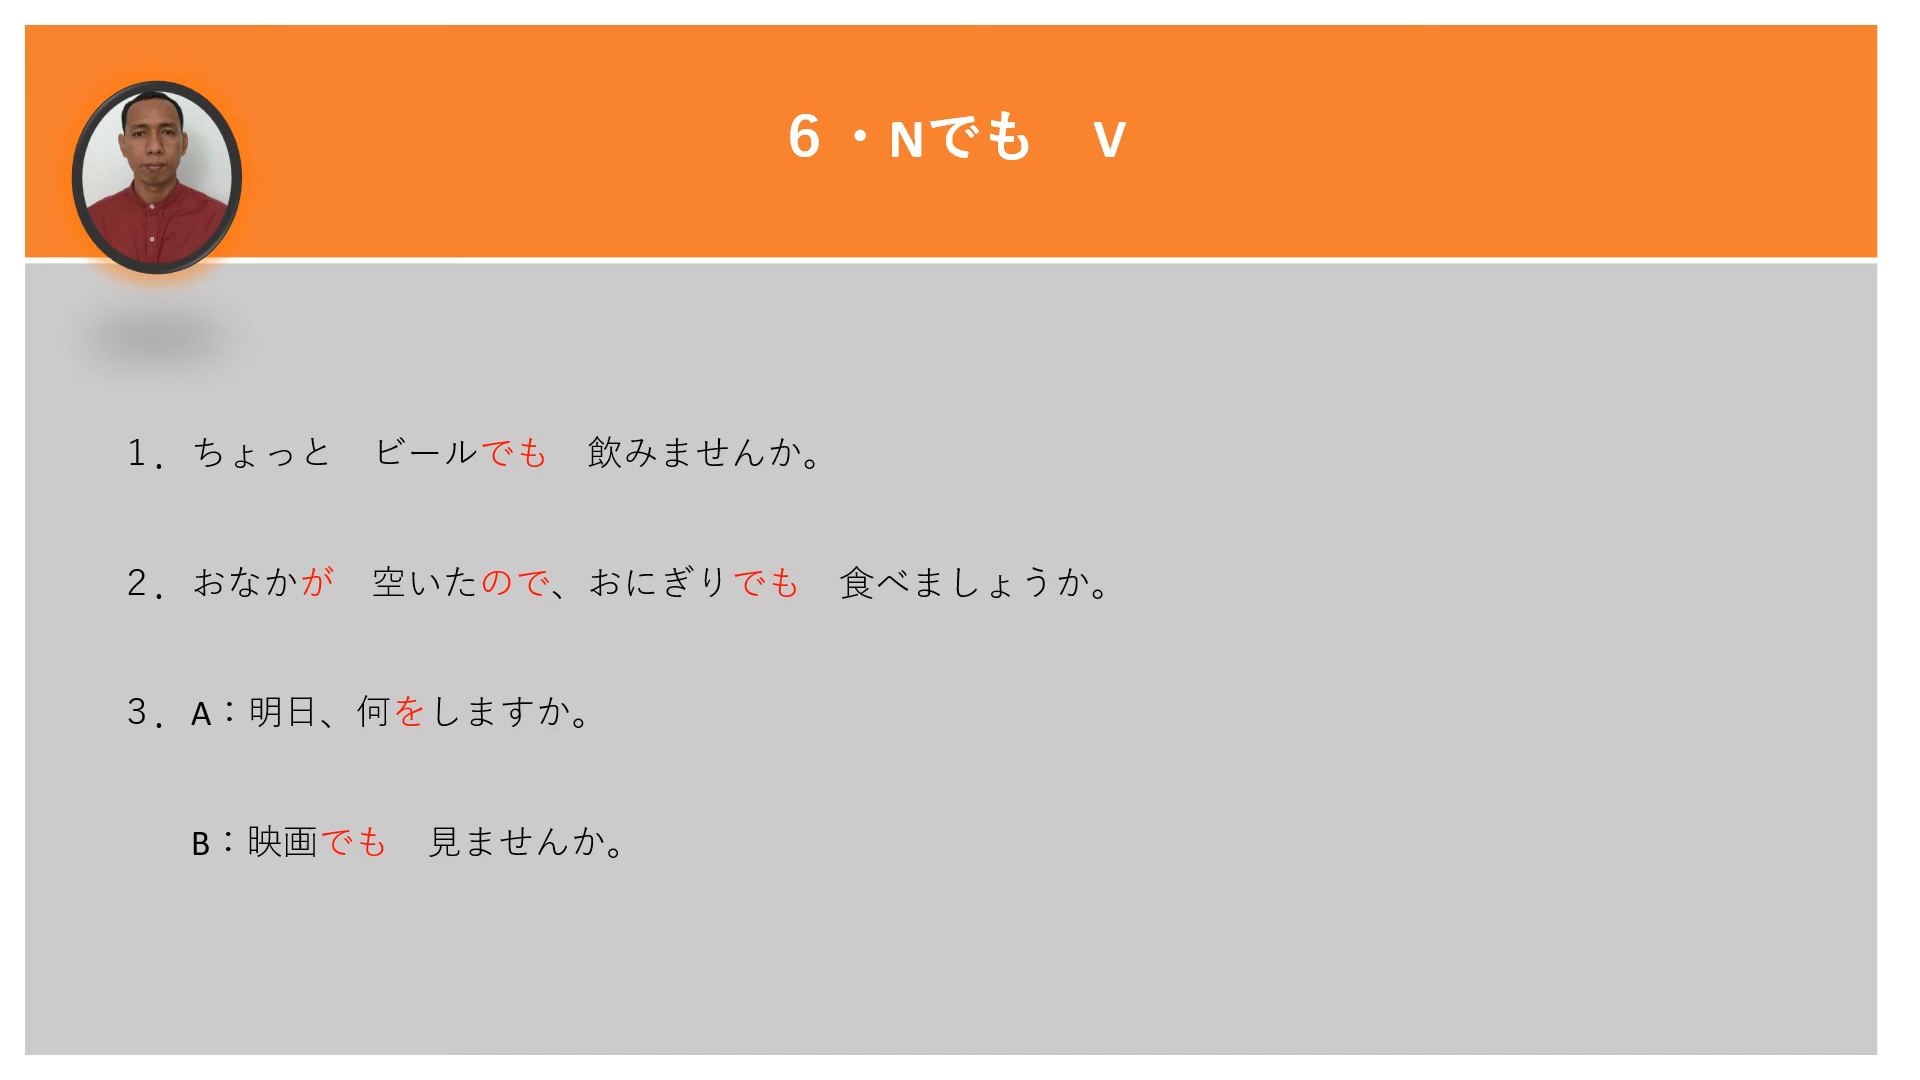 ６・Nでも　V
１．ちょっと　ビールでも　飲みませんか。
２．おなかが　空いたので、おにぎりでも　食べましょうか。
３．A：明日、何をしますか。
B：映画でも　見ませんか。